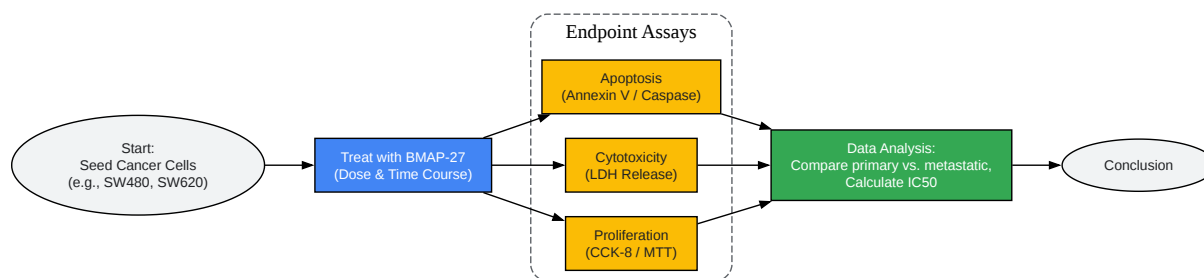 Start:
Seed Cancer Cells
(e.g., SW480, SW620)
Treat with BMAP-27
(Dose & Time Course)
Endpoint Assays
Apoptosis
(Annexin V / Caspase)
Cytotoxicity
(LDH Release)
Proliferation
(CCK-8 / MTT)
Data Analysis:
Compare primary vs. metastatic,
Calculate IC50
Conclusion